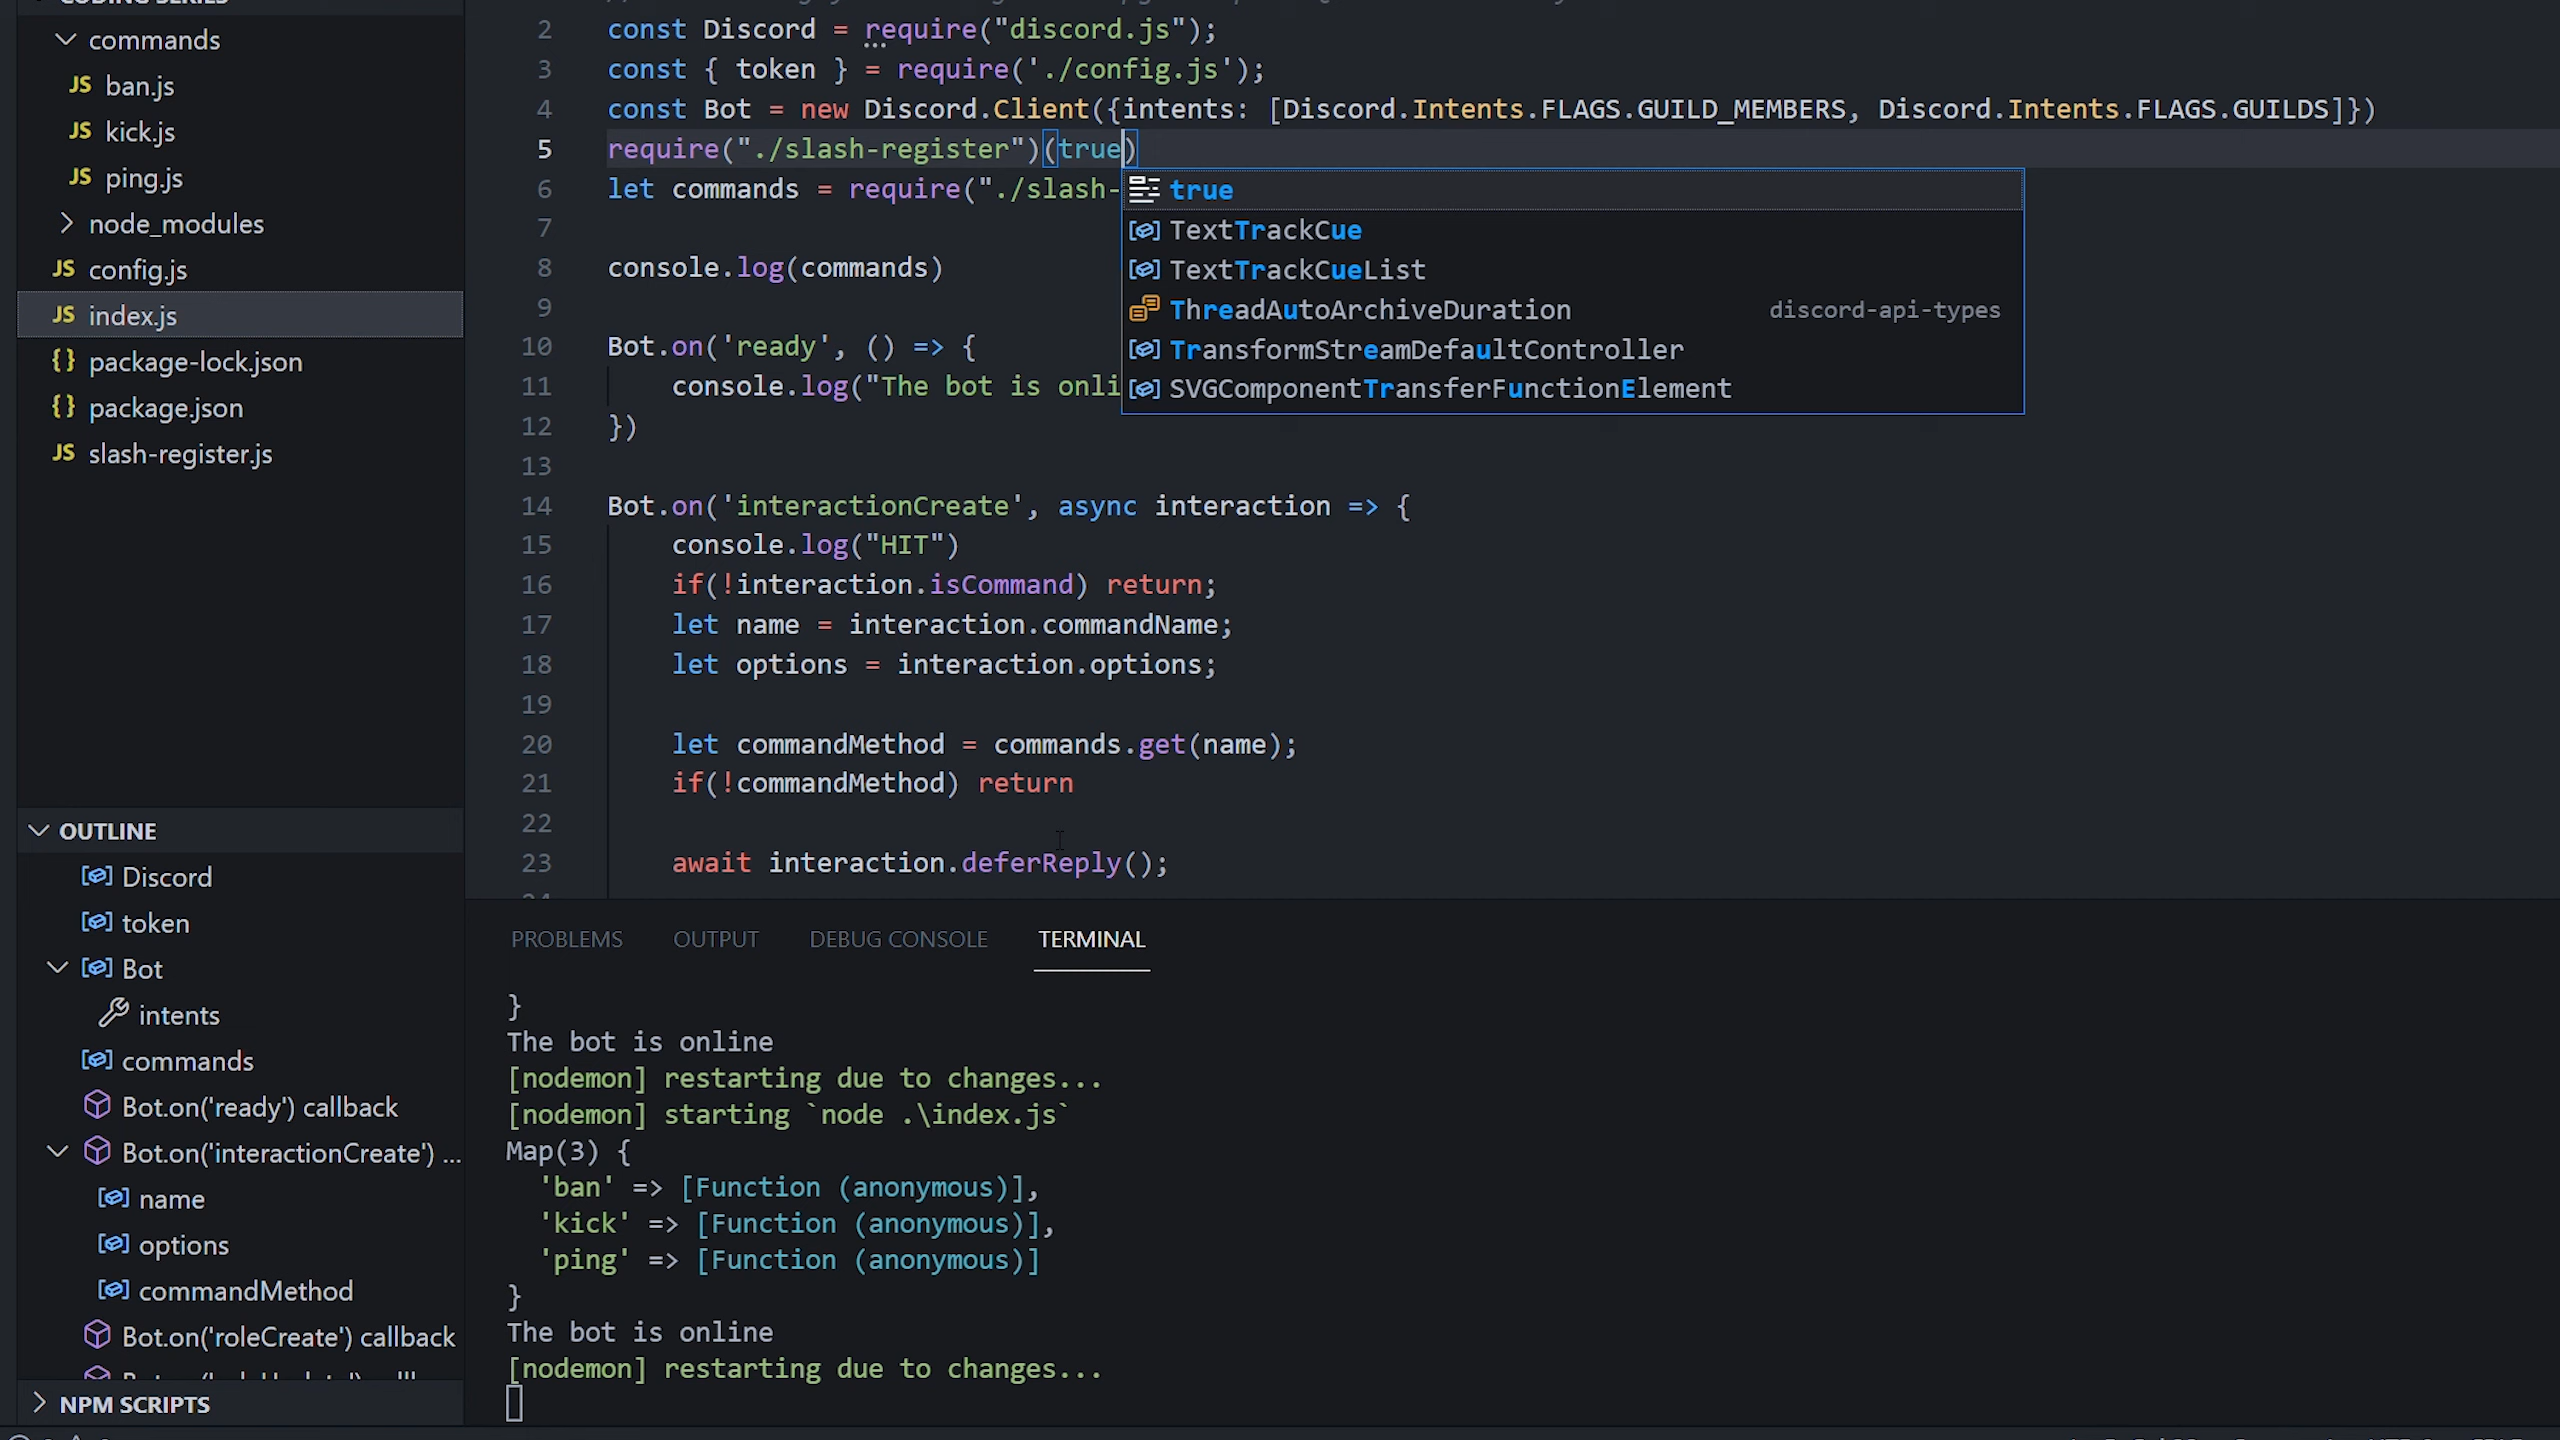 CODING SERIES
commands
JS ban.js
JS kick.js
JS ping.js
node_modules
JS config.js
JS index.js
{} package-lock.json
{} package.json
JS slash-register.js
OUTLINE
Discord
token
Bot
intents
commands
Bot.on('ready') callback
Bot.on('interactionCreate') ...
name
options
commandMethod
Bot.on('roleCreate') callback
NPM SCRIPTS
2 const Discord = require("discord.js");
3 const { token } = require('./config.js');
4 const Bot = new Discord.Client({intents: [Discord.Intents.FLAGS.GUILD_MEMBERS, Discord.Intents.FLAGS.GUILDS]})
5 require("./slash-register")(true)
6 let commands = require("./slash-
7
8 console.log(commands)
9
10 Bot.on('ready', () => {
11 console.log("The bot is onli
12 })
13
14 Bot.on('interactionCreate', async interaction => {
15 console.log("HIT")
16 if(!interaction.isCommand) return;
17 let name = interaction.commandName;
18 let options = interaction.options;
19
20 let commandMethod = commands.get(name);
21 if(!commandMethod) return
22
23 await interaction.deferReply();
true
TextTrackCue
TextTrackCueList
ThreadAutoArchiveDuration discord-api-types
TransformStreamDefaultController
SVGComponentTransferFunctionElement
PROBLEMS OUTPUT DEBUG CONSOLE TERMINAL
}
The bot is online
[nodemon] restarting due to changes...
[nodemon] starting `node .\index.js`
Map(3) {
'ban' => [Function (anonymous)],
'kick' => [Function (anonymous)],
'ping' => [Function (anonymous)]
}
The bot is online
[nodemon] restarting due to changes...